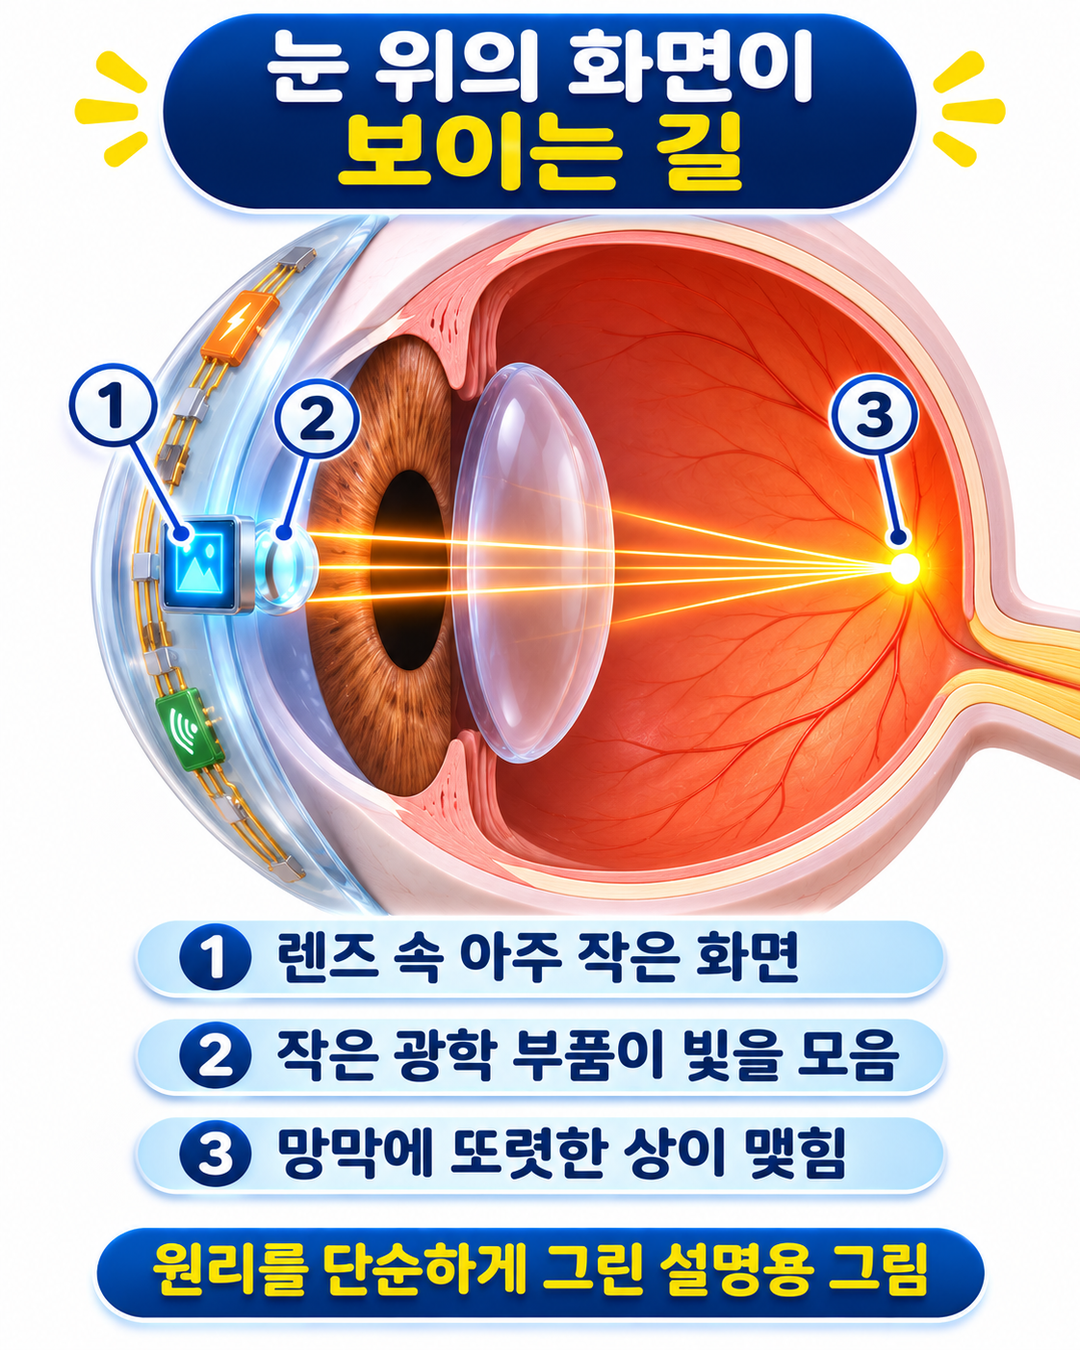 눈 위의 화면이
보이는 길
1
2
3
1 렌즈 속 아주 작은 화면
2 작은 광학 부품이 빛을 모음
3 망막에 또렷한 상이 맺힘
원리를 단순하게 그린 설명용 그림